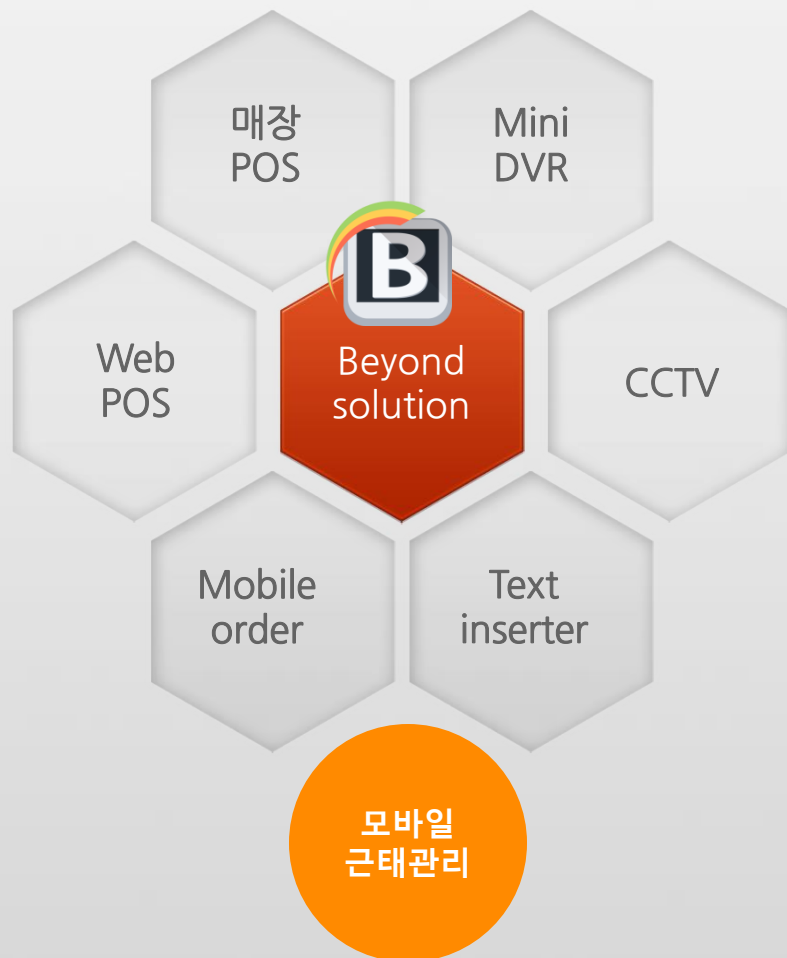 매장
POS
Mini
DVR
B
Web
POS
Beyond
solution
CCTV
Mobile
order
Text
inserter
모바일
근태관리